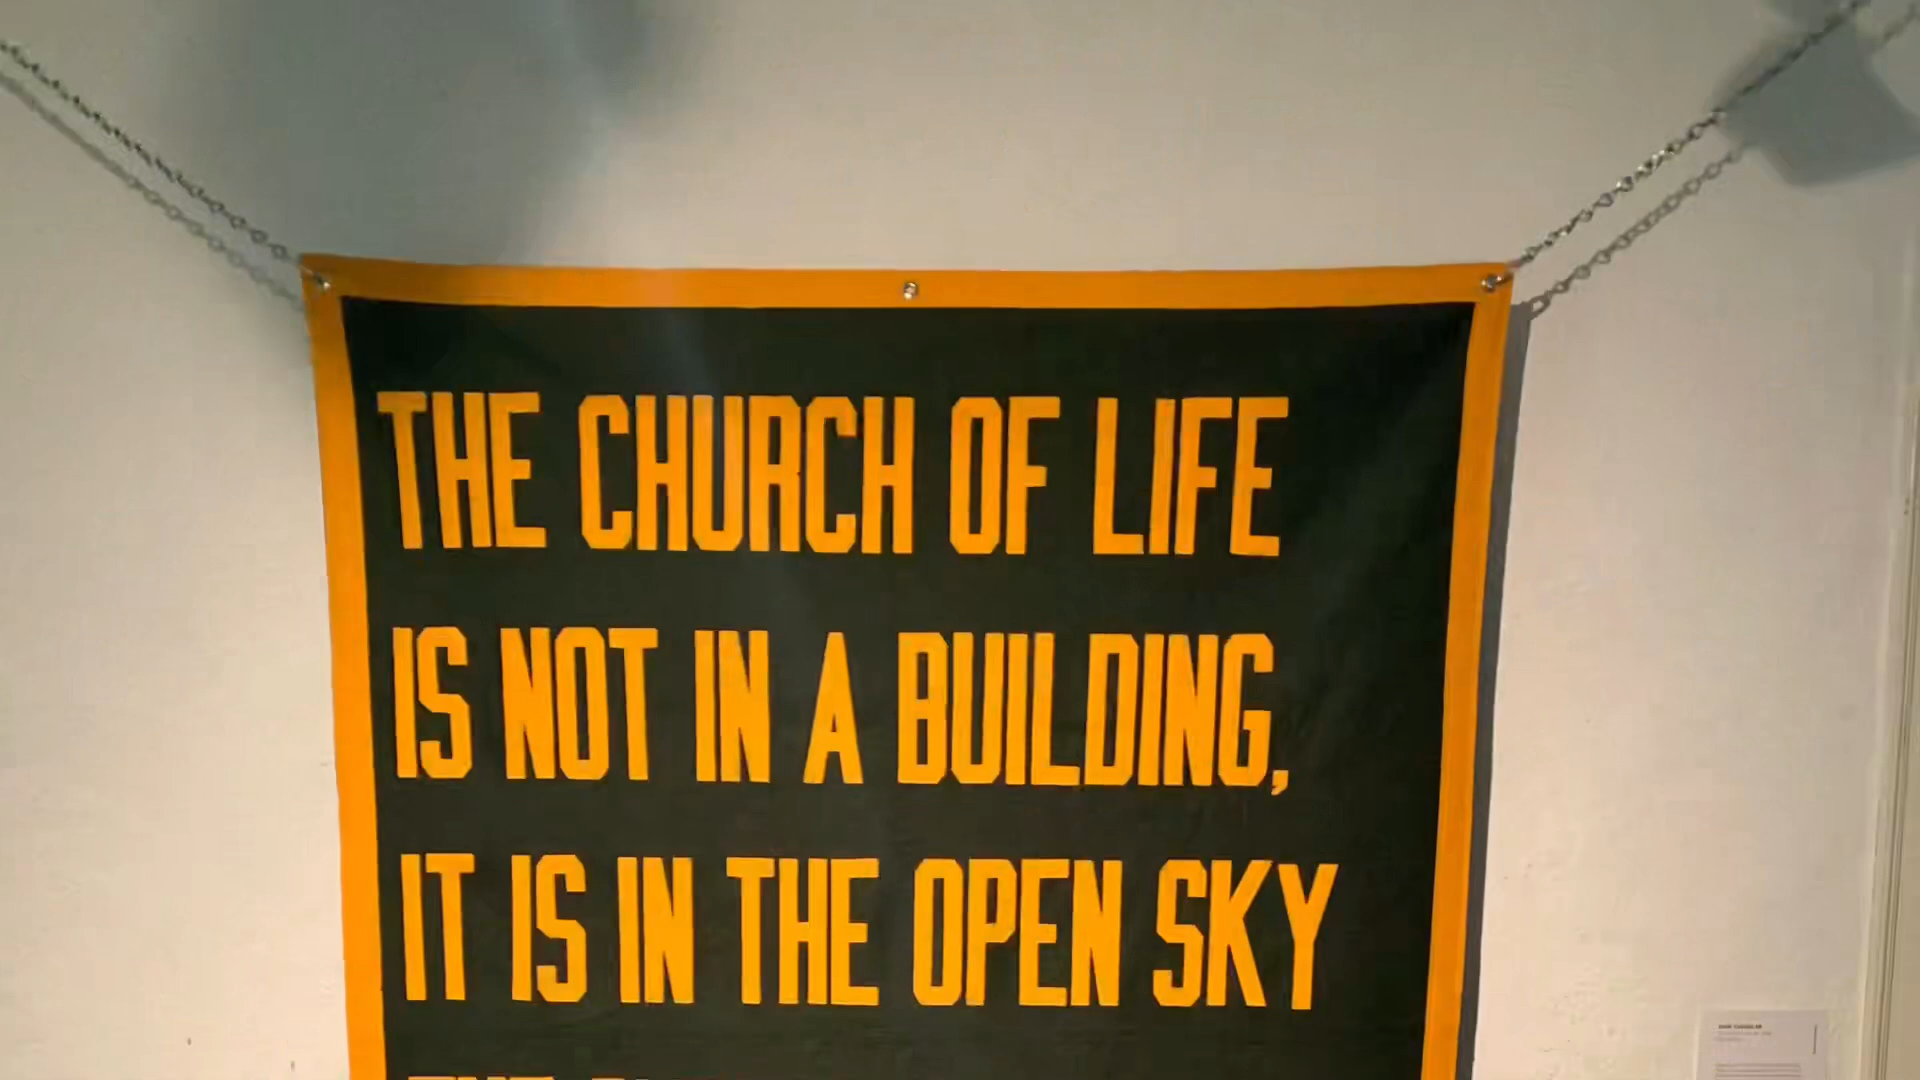 THE CHURCH OF LIFE
IS NOT IN A BUILDING,
IT IS IN THE OPEN SKY